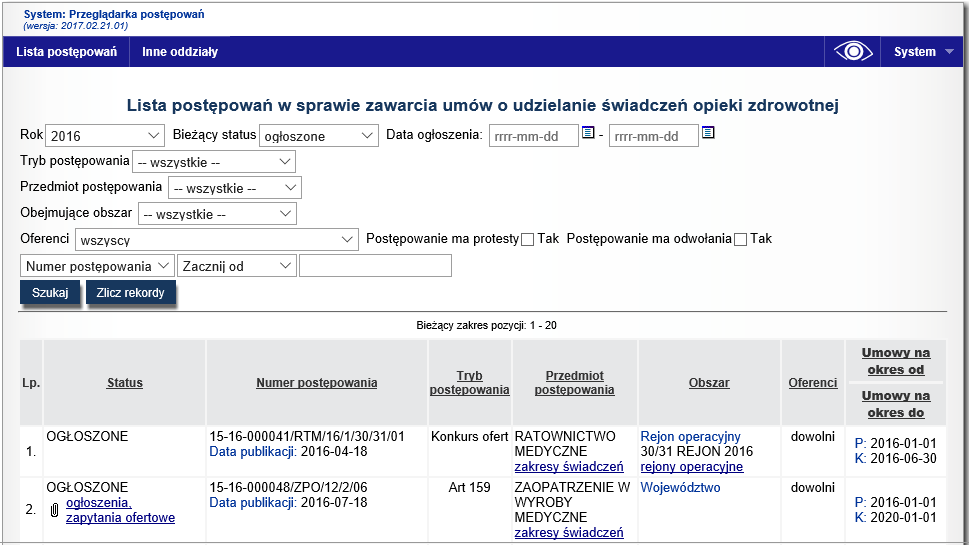 System: Przeglądarka postępowań
(wersja: 2017.02.21.01)
Lista postępowań Inne oddziały System
Lista postępowań w sprawie zawarcia umów o udzielanie świadczeń opieki zdrowotnej
Rok 2016 Bieżący status ogłoszone Data ogłoszenia: rrrr-mm-dd - rrrr-mm-dd
Tryb postępowania -- wszystkie --
Przedmiot postępowania -- wszystkie --
Obejmujące obszar -- wszystkie --
Oferenci wszyscy Postępowanie ma protesty Tak Postępowanie ma odwołania Tak
Numer postępowania Zacznij od
Szukaj Zlicz rekordy
Bieżący zakres pozycji: 1 - 20
Lp. Status Numer postępowania Tryb postępowania Przedmiot postępowania Obszar Oferenci Umowy na okres od Umowy na okres do
1. OGŁOSZONE 15-16-000041/RTM/16/1/30/31/01 Konkurs ofert RATOWNICTWO Rejon operacyjny dowolni P: 2016-01-01
Data publikacji: 2016-04-18 MEDYCZNE 30/31 REJON 2016 K: 2016-06-30
zakresy świadczeń rejony operacyjne
2. OGŁOSZONE 15-16-000048/ZPO/12/2/06 Art 159 ZAOPATRZENIE W Województwo dowolni P: 2016-01-01
ogłoszenia, Data publikacji: 2016-07-18 WYROBY K: 2020-01-01
zapytania ofertowe MEDYCZNE
zakresy świadczeń